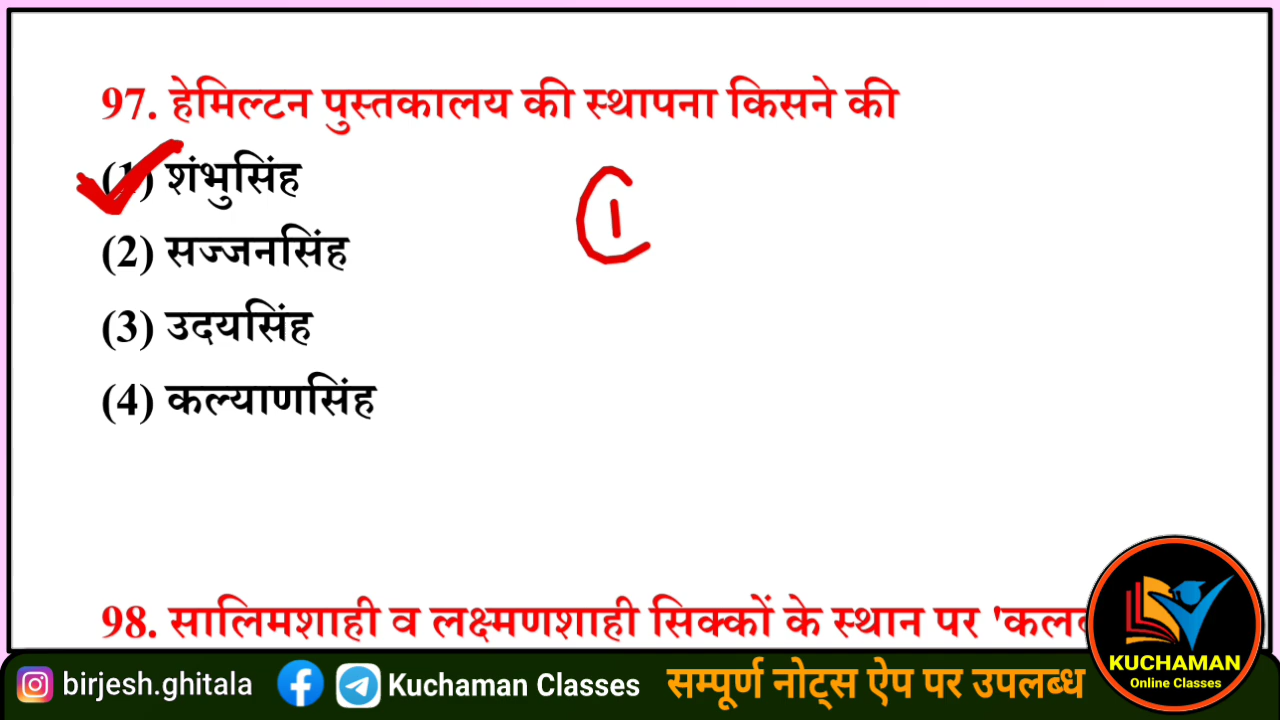 97. हेमिल्टन पुस्तकालय की स्थापना किसने की
(1) शंभुसिंह
1
(2) सज्जनसिंह
(3) उदयसिंह
(4) कल्याणसिंह
98. सालिमशाही व लक्ष्मणशाही सिक्कों के स्थान पर
birjesh.ghitala
Kuchaman Classes
सम्पूर्ण नोट्स ऐप पर उपलब्ध
KUCHAMAN
Online Classes